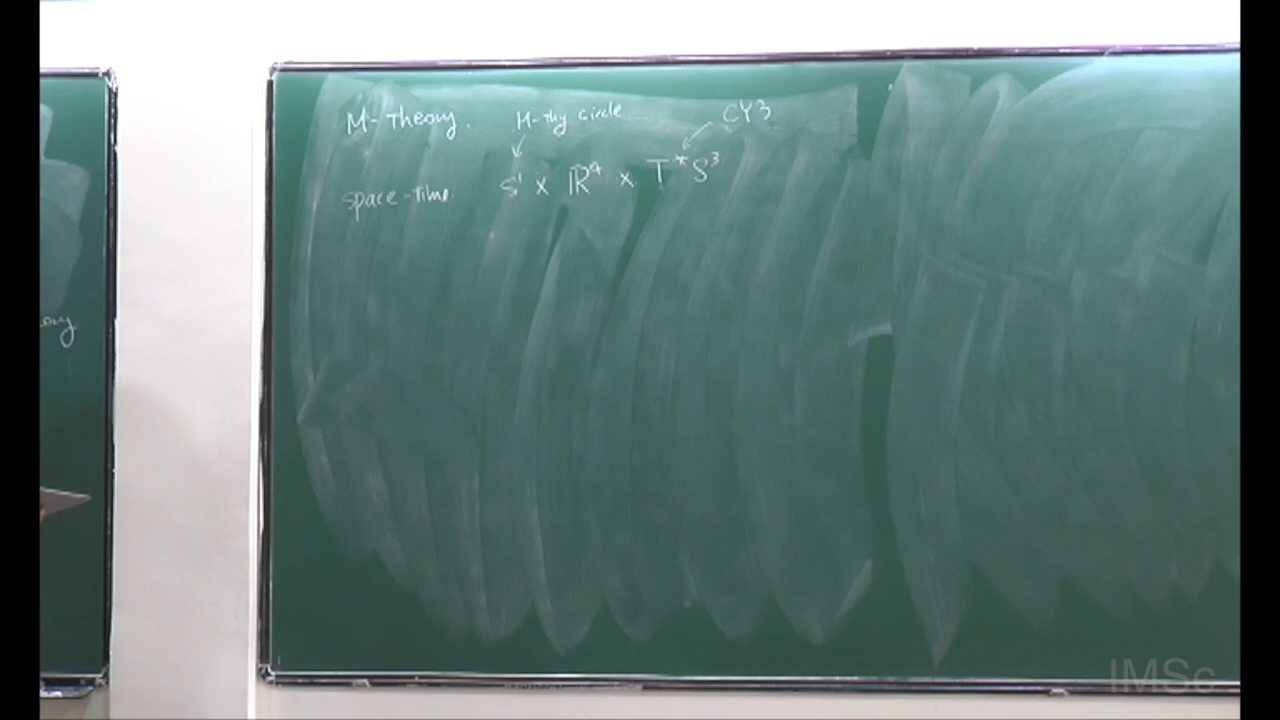 M-Theory. M-Thy circle CY3
space-time. S¹ × ℝ⁴ × T*S³
IMSc